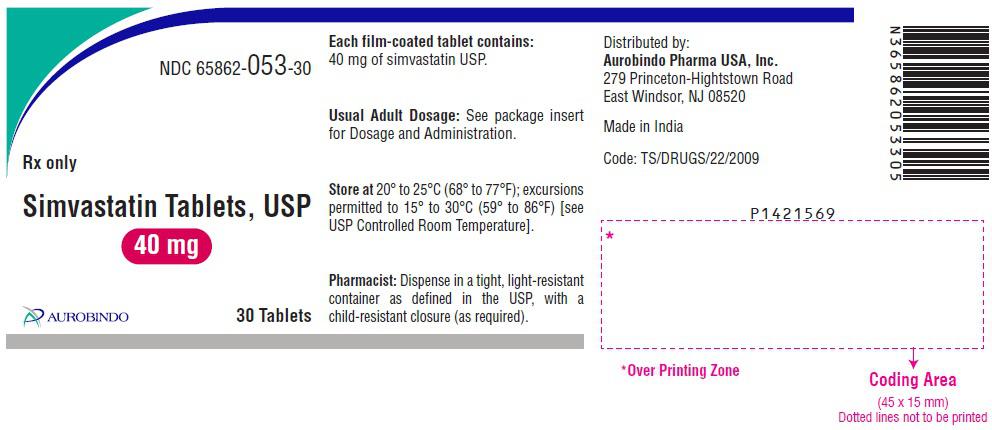 NDC 65862-053-30
Rx only
Simvastatin Tablets, USP
40 mg
AUROBINDO
30 Tablets
Each film-coated tablet contains:
40 mg of simvastatin USP.
Usual Adult Dosage: See package insert
for Dosage and Administration.
Store at 20° to 25°C (68° to 77°F); excursions
permitted to 15° to 30°C (59° to 86°F) [see
USP Controlled Room Temperature].
Pharmacist: Dispense in a tight, light-resistant
container as defined in the USP, with a
child-resistant closure (as required).
Distributed by:
Aurobindo Pharma USA, Inc.
279 Princeton-Hightstown Road
East Windsor, NJ 08520
Made in India
Code: TS/DRUGS/22/2009
N365862053305
P1421569
*
*Over Printing Zone
Coding Area
(45 x 15 mm)
Dotted lines not to be printed